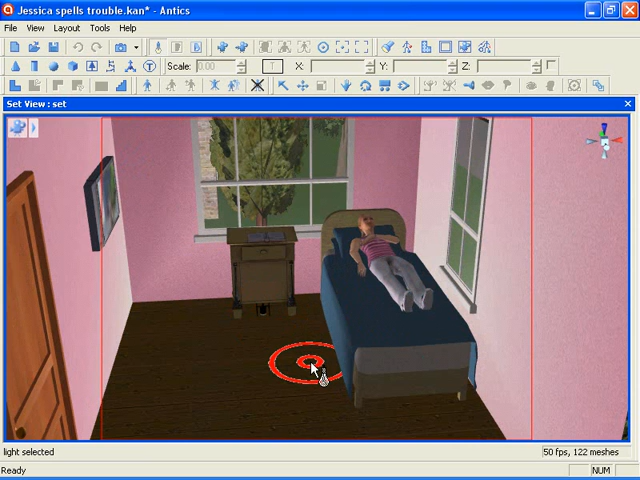 Jessica spells trouble.kan* - Antics
File View Layout Tools Help
Scale: 0.00 T X: Y: Z:
Set View : set
light selected 50 fps, 122 meshes
Ready NUM